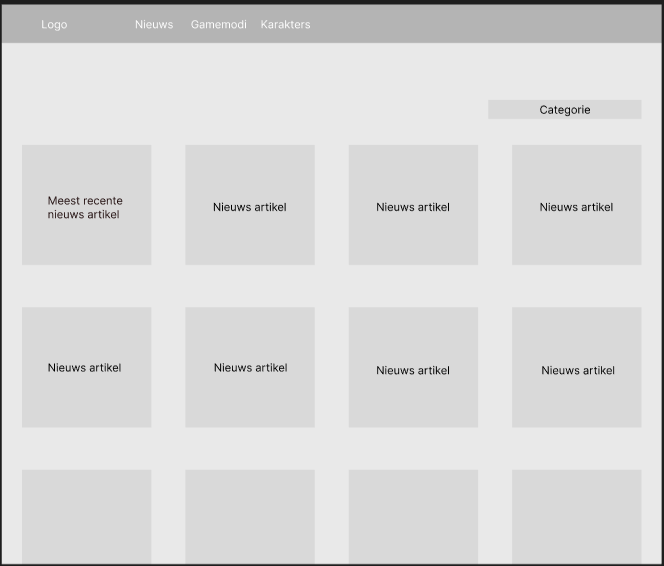 Logo
Nieuws
Gamemodi
Karakters
Categorie
Meest recente
nieuws artikel
Nieuws artikel
Nieuws artikel
Nieuws artikel
Nieuws artikel
Nieuws artikel
Nieuws artikel
Nieuws artikel